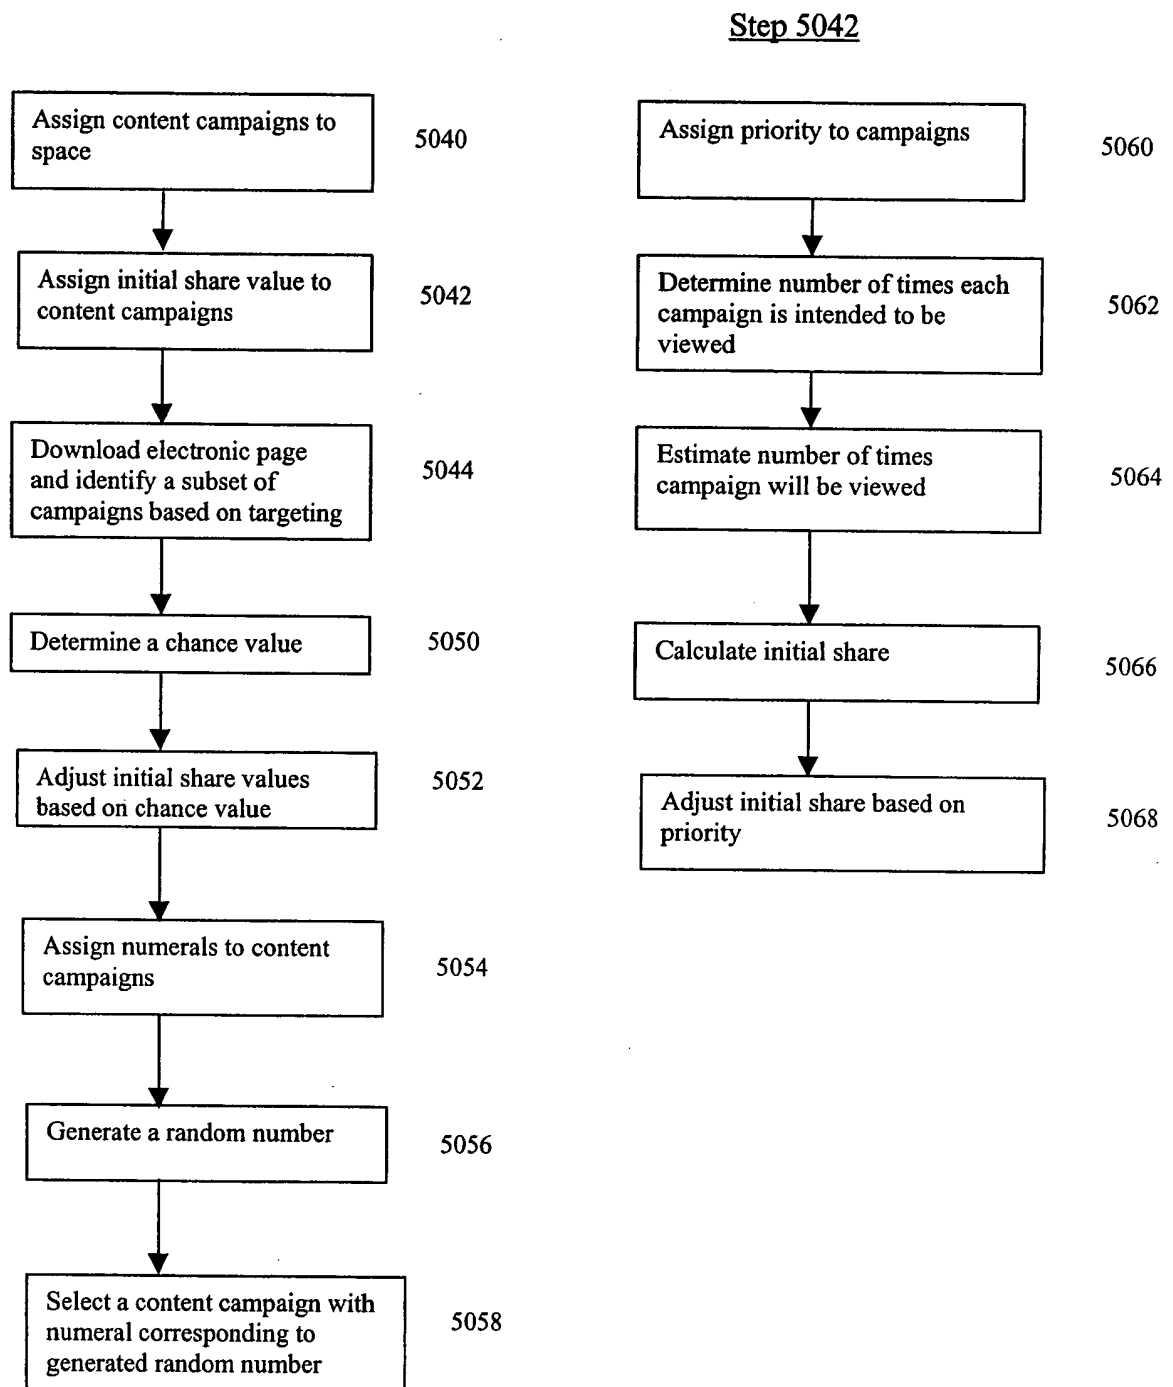 Step 5042
Assign content campaigns to
space
5040
Assign initial share value to
content campaigns
5042
Download electronic page
and identify a subset of
campaigns based on targeting
5044
Determine a chance value
5050
Adjust initial share values
based on chance value
5052
Assign numerals to content
campaigns
5054
Generate a random number
5056
Select a content campaign with
numeral corresponding to
generated random number
5058
Assign priority to campaigns
5060
Determine number of times each
campaign is intended to be
viewed
5062
Estimate number of times
campaign will be viewed
5064
Calculate initial share
5066
Adjust initial share based on
priority
5068